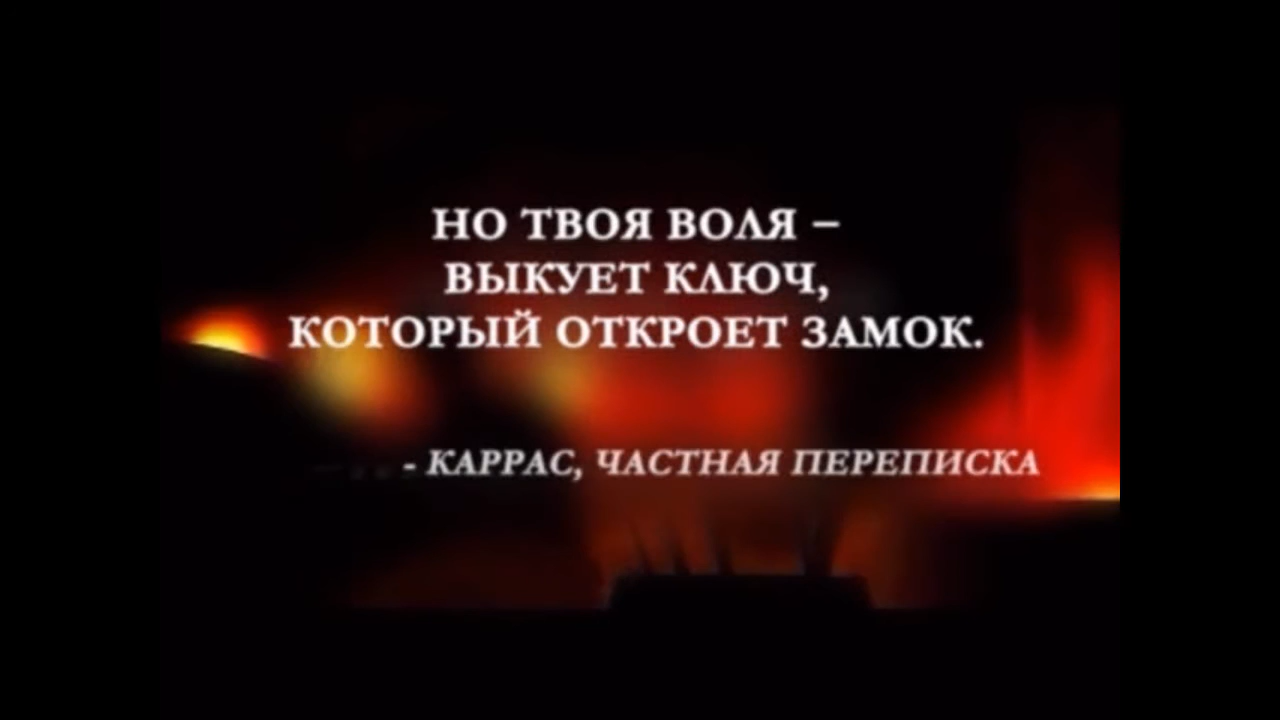 НО ТВОЯ ВОЛЯ –
ВЫКУЕТ КЛЮЧ,
КОТОРЫЙ ОТКРОЕТ ЗАМОК.
- КАРРАС, ЧАСТНАЯ ПЕРЕПИСКА